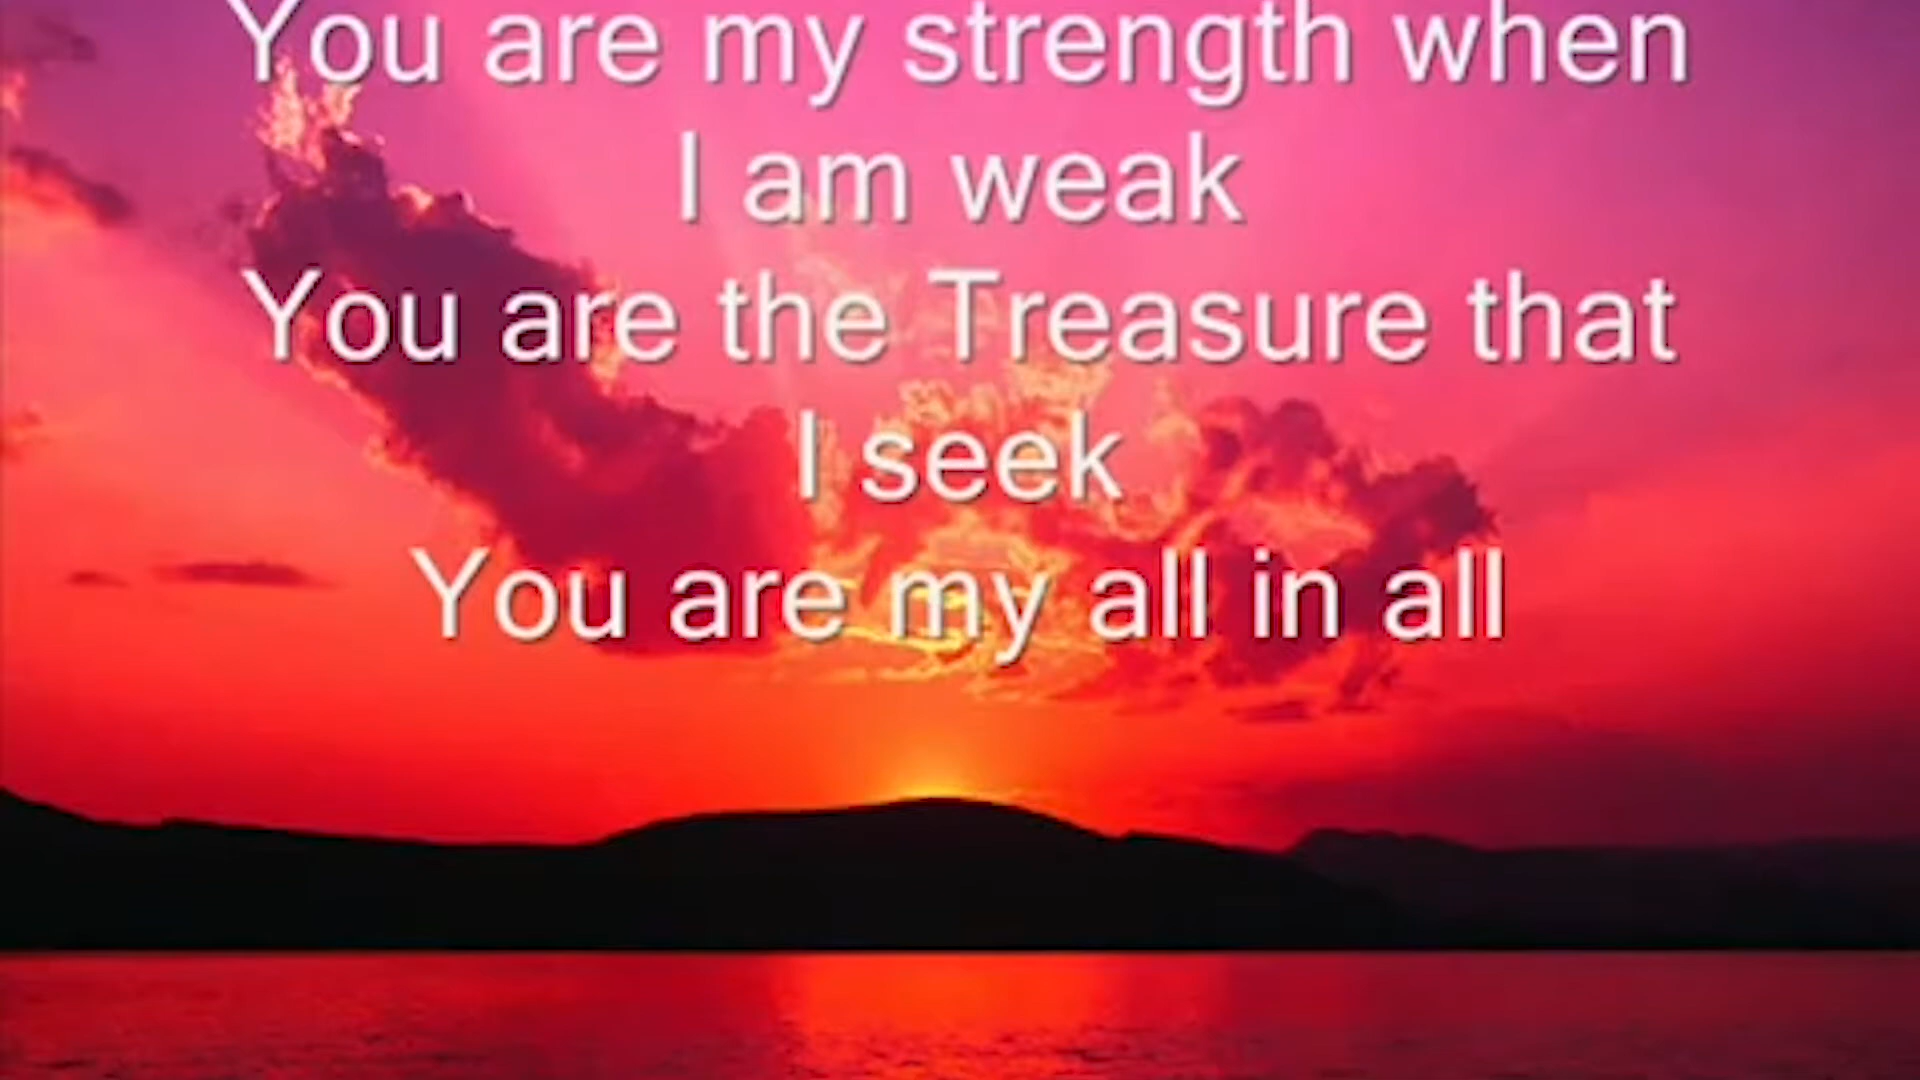 You are my strength when
I am weak
You are the Treasure that
I seek
You are my all in all